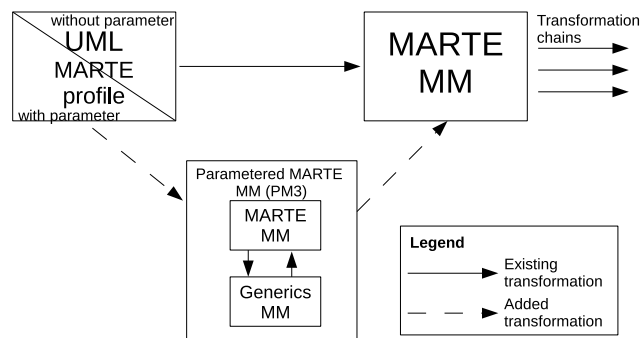 without parameter
UML
MARTE
profile
with parameter
MARTE
MM
Transformation
chains
Parametered MARTE
MM (PM3)
MARTE
MM
Generics
MM
Legend
Existing
transformation
Added
transformation